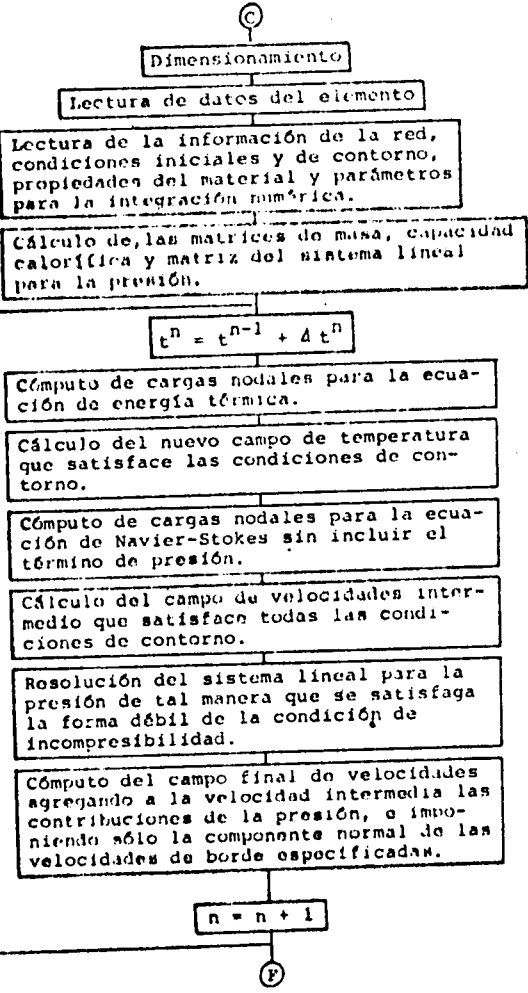 C
Dimensionamiento
Lectura de datos del elemento
Lectura de la información de la red,
condiciones iniciales y de contorno,
propiedades del material y parámetros
para la integración numérica.
Cálculo de las matrices de masa, capacidad
calorífica y matriz del sistema lineal
para la presión.
t^n = t^{n-1} + Δ t^n
Cómputo de cargas nodales para la ecua-
ción de energía térmica.
Cálculo del nuevo campo de temperatura
que satisface las condiciones de con-
torno.
Cómputo de cargas nodales para la ecua-
ción de Navier-Stokes sin incluir el
término de presión.
Cálculo del campo de velocidades inter-
medio que satisface todas las condi-
ciones de contorno.
Resolución del sistema lineal para la
presión de tal manera que se satisfaga
la forma débil de la condición de
incompresibilidad.
Cómputo del campo final de velocidades
agregando a la velocidad intermedia las
contribuciones de la presión, e impo-
niendo sólo la componente normal de las
velocidades de borde especificadas.
n = n + 1
F